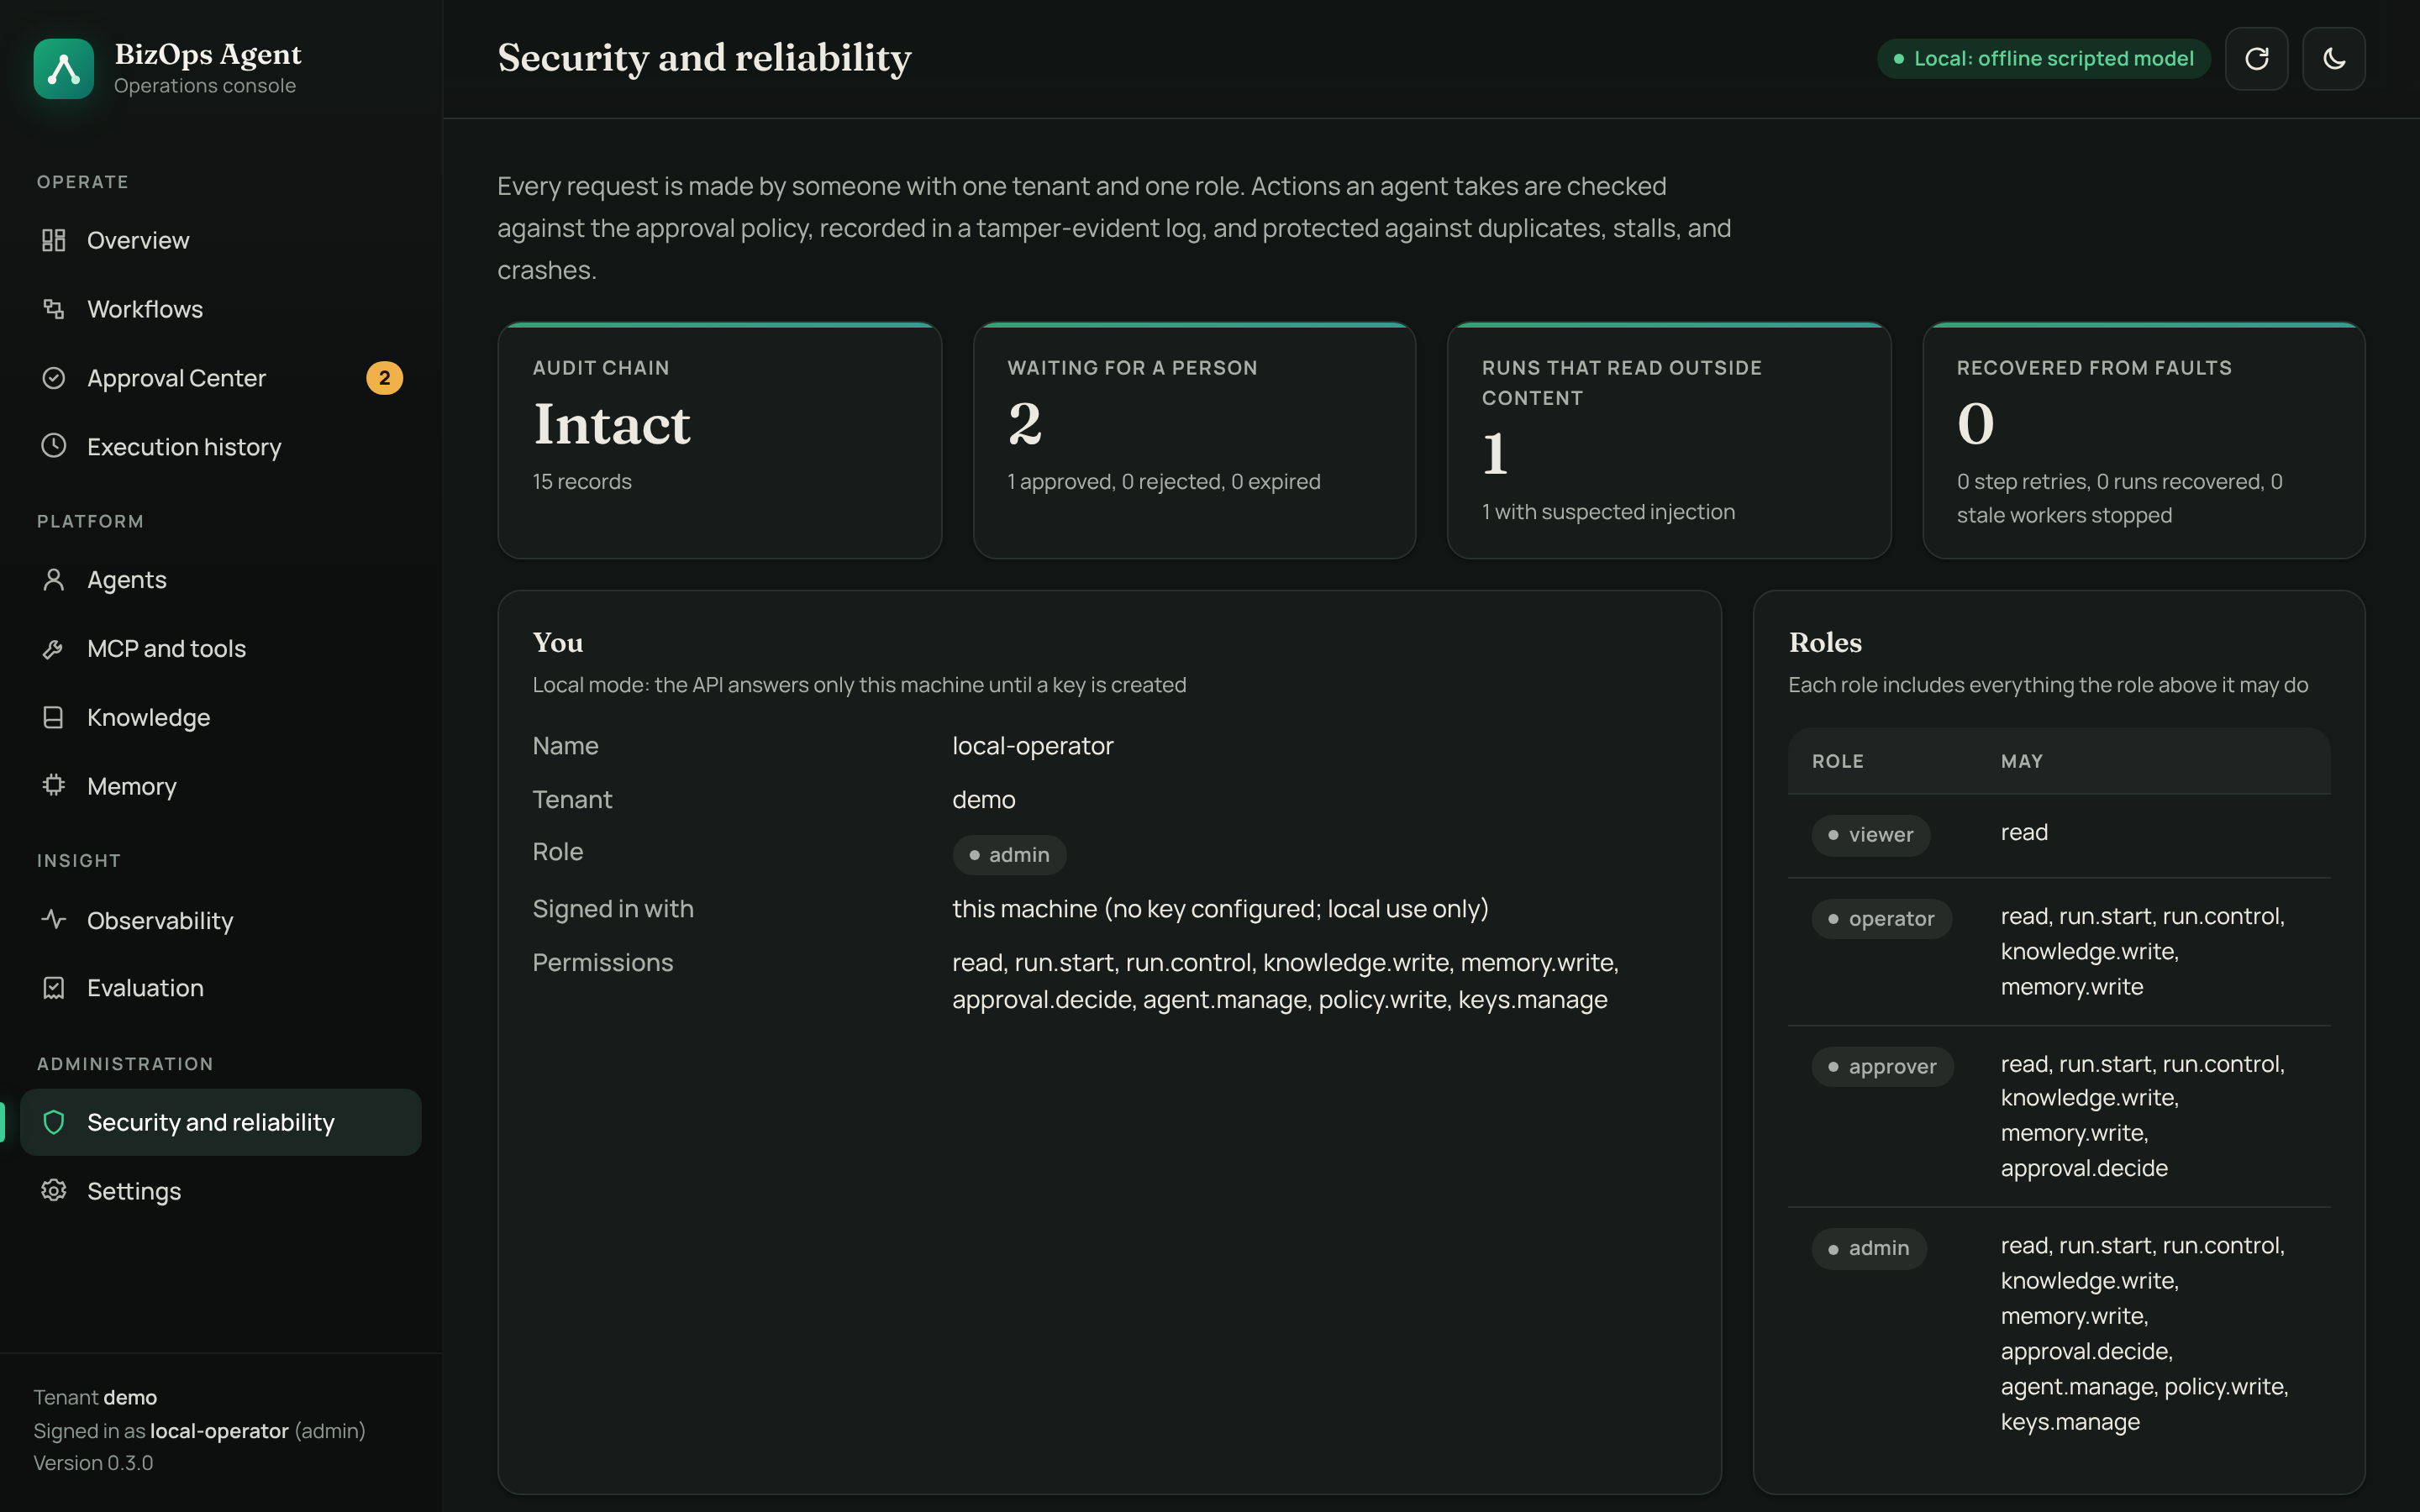 BizOps Agent
Operations console
OPERATE
Overview
Workflows
Approval Center
2
Execution history
PLATFORM
Agents
MCP and tools
Knowledge
Memory
INSIGHT
Observability
Evaluation
ADMINISTRATION
Security and reliability
Settings
Tenant demo
Signed in as local-operator (admin)
Version 0.3.0
Security and reliability
Local: offline scripted model
Every request is made by someone with one tenant and one role. Actions an agent takes are checked
against the approval policy, recorded in a tamper-evident log, and protected against duplicates, stalls, and
crashes.
AUDIT CHAIN
Intact
15 records
WAITING FOR A PERSON
2
1 approved, 0 rejected, 0 expired
RUNS THAT READ OUTSIDE
CONTENT
1
1 with suspected injection
RECOVERED FROM FAULTS
0
0 step retries, 0 runs recovered, 0
stale workers stopped
You
Local mode: the API answers only this machine until a key is created
Name
local-operator
Tenant
demo
Role
admin
Signed in with
this machine (no key configured; local use only)
Permissions
read, run.start, run.control, knowledge.write, memory.write,
approval.decide, agent.manage, policy.write, keys.manage
Roles
Each role includes everything the role above it may do
ROLE
MAY
viewer
read
operator
read, run.start, run.control,
knowledge.write,
memory.write
approver
read, run.start, run.control,
knowledge.write,
memory.write,
approval.decide
admin
read, run.start, run.control,
knowledge.write,
memory.write,
approval.decide,
agent.manage, policy.write,
keys.manage